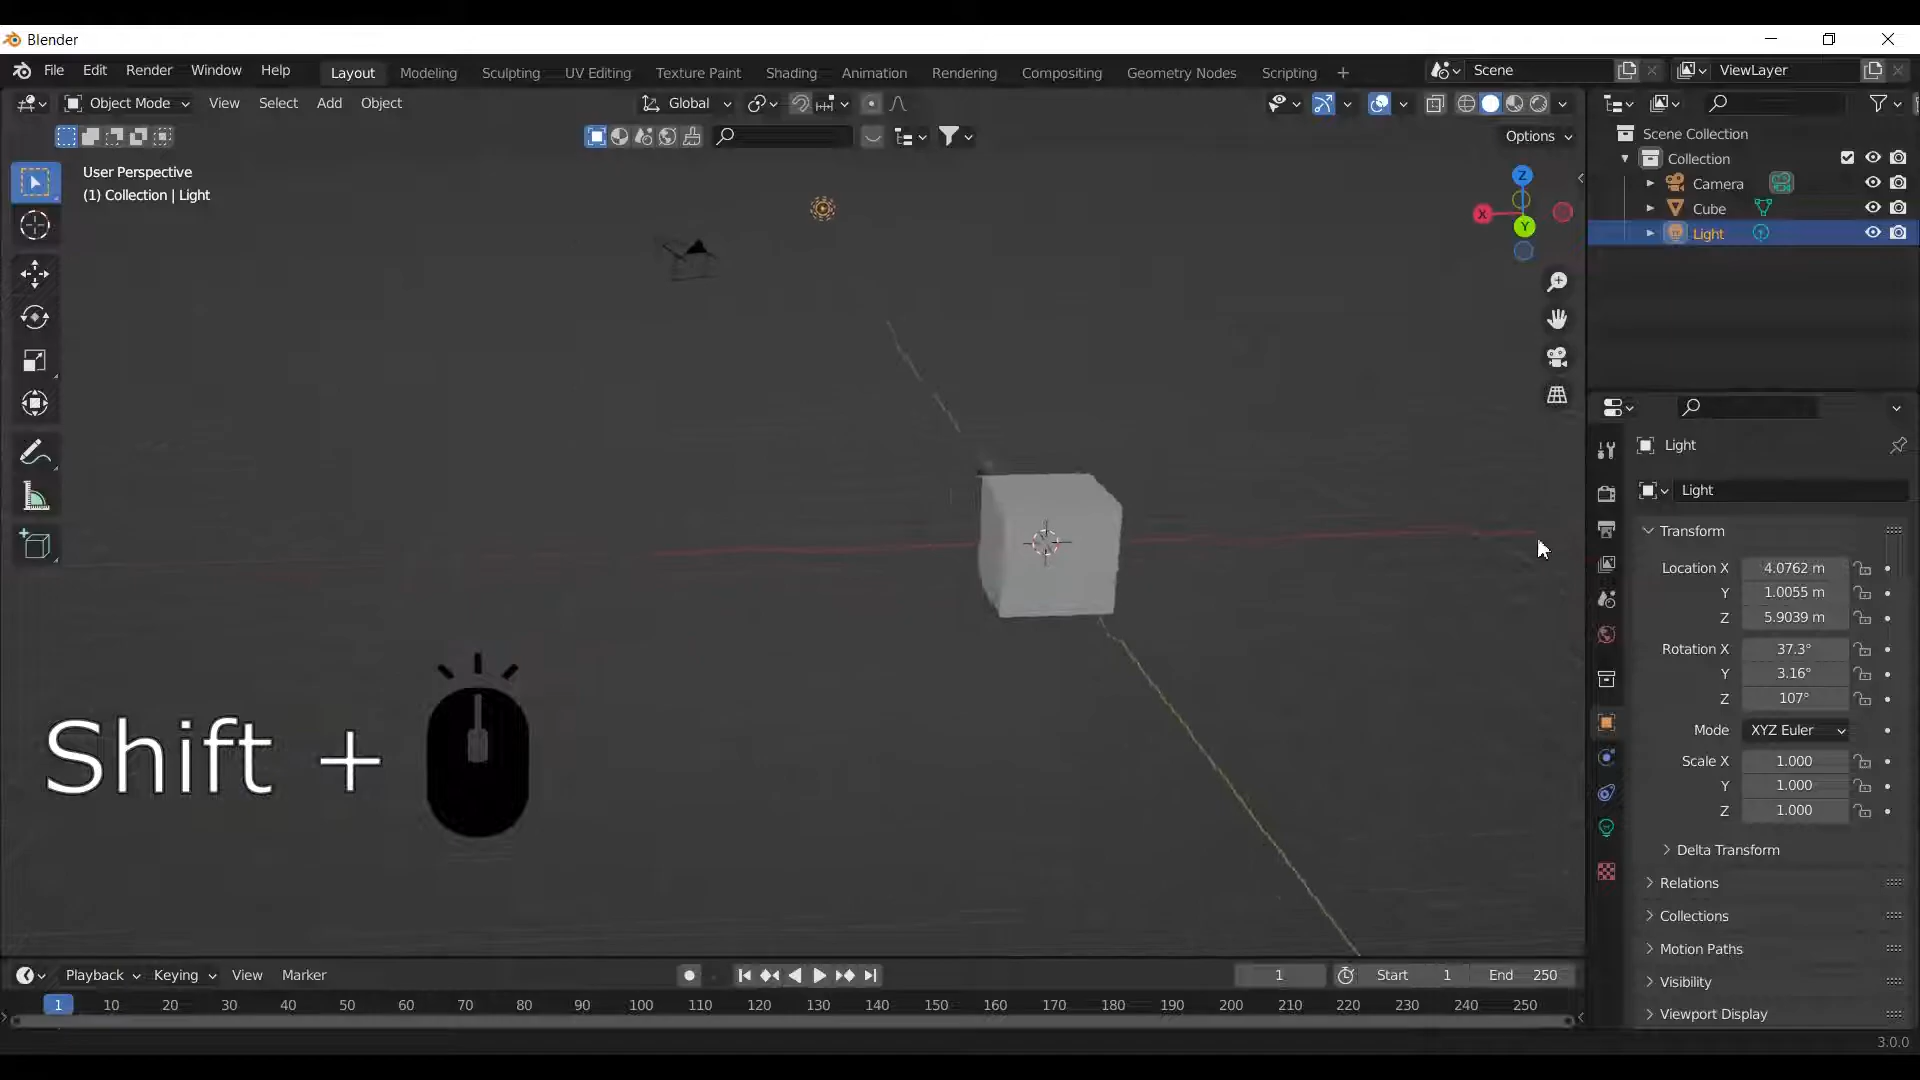 Blender
File Edit Render Window Help Layout Modeling Sculpting UV Editing Texture Paint Shading Animation Rendering Compositing Geometry Nodes Scripting + Scene ViewLayer
Object Mode View Select Add Object Global
Options
User Perspective
(1) Collection | Light
Z
X
Y
Scene Collection
Collection
Camera
Cube
Light
Light
Light
Transform
Location X 4.0762 m
Y 1.0055 m
Z 5.9039 m
Rotation X 37.3°
Y 3.16°
Z 107°
Mode XYZ Euler
Scale X 1.000
Y 1.000
Z 1.000
Delta Transform
Relations
Collections
Motion Paths
Visibility
Viewport Display
Shift +
Playback Keying View Marker 1 Start 1 End 250
1 10 20 30 40 50 60 70 80 90 100 110 120 130 140 150 160 170 180 190 200 210 220 230 240 250
3.0.0